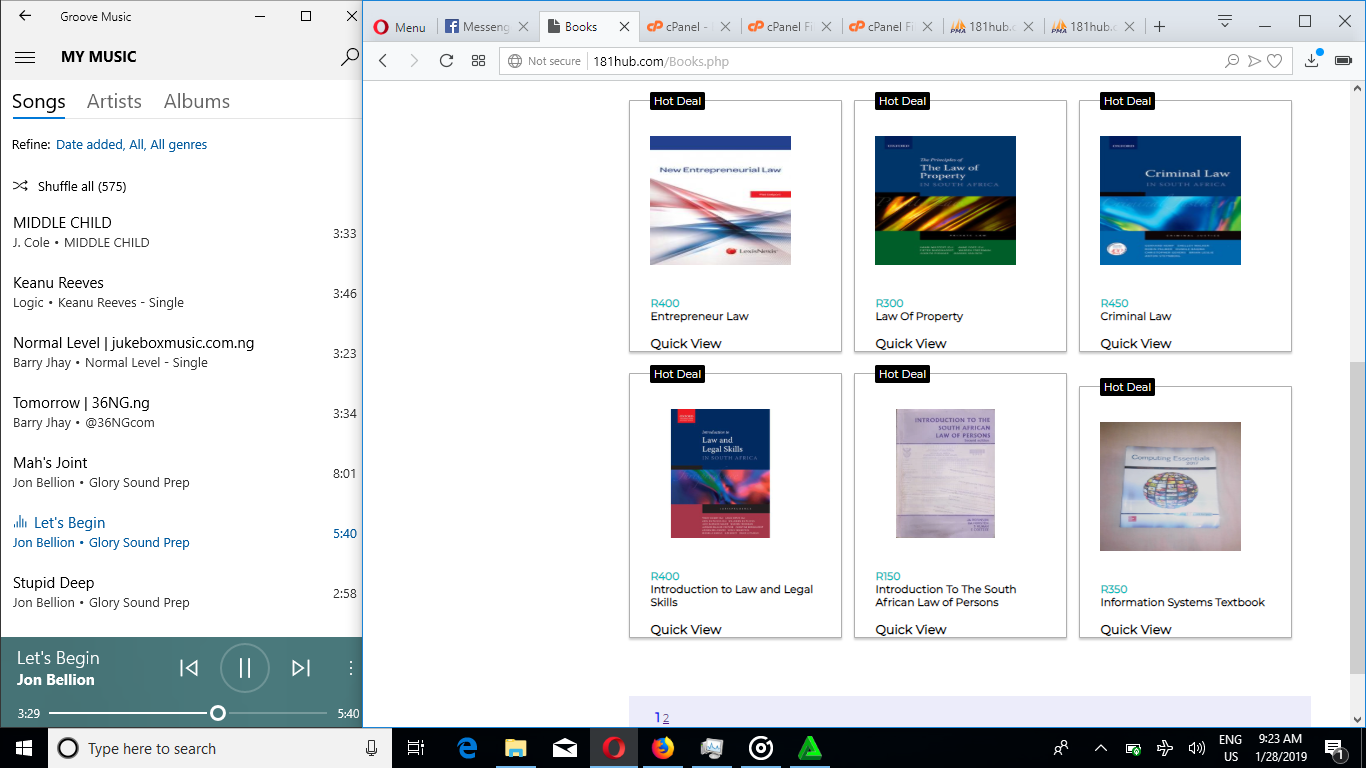 Groove Music
MY MUSIC
Songs Artists Albums
Refine: Date added, All, All genres
Shuffle all (575)
MIDDLE CHILD
J. Cole • MIDDLE CHILD
3:33
Keanu Reeves
Logic • Keanu Reeves - Single
3:46
Normal Level | jukeboxmusic.com.ng
Barry Jhay • Normal Level - Single
3:23
Tomorrow | 36NG.ng
Barry Jhay • @36NGcom
3:34
Mah's Joint
Jon Bellion • Glory Sound Prep
8:01
Let's Begin
Jon Bellion • Glory Sound Prep
5:40
Stupid Deep
Jon Bellion • Glory Sound Prep
2:58
Let's Begin
Jon Bellion
3:29 5:40
Menu Messeng Books cPanel - cPanel Fi cPanel Fi 181hub.c 181hub.c
Not secure 181hub.com/Books.php
Hot Deal Hot Deal Hot Deal
New Entrepreneurial Law
LexisNexis
OXFORD
The Principles of
The Law of
Property
IN SOUTH AFRICA
PRIVATE LAW
OXFORD
Criminal Law
IN SOUTH AFRICA
CRIMINAL JUSTICE
R400 R300 R450
Entrepreneur Law Law Of Property Criminal Law
Quick View Quick View Quick View
Hot Deal Hot Deal Hot Deal
Introduction to
Law and
Legal Skills
IN SOUTH AFRICA
INTRODUCTION TO THE
SOUTH AFRICAN
LAW OF PERSONS
Computing Essentials
2017
R400
Introduction to Law and Legal
Skills
Quick View
R150
Introduction To The South
African Law of Persons
Quick View
R350
Information Systems Textbook
Quick View
1 2
Type here to search
ENG
US
9:23 AM
1/28/2019
1